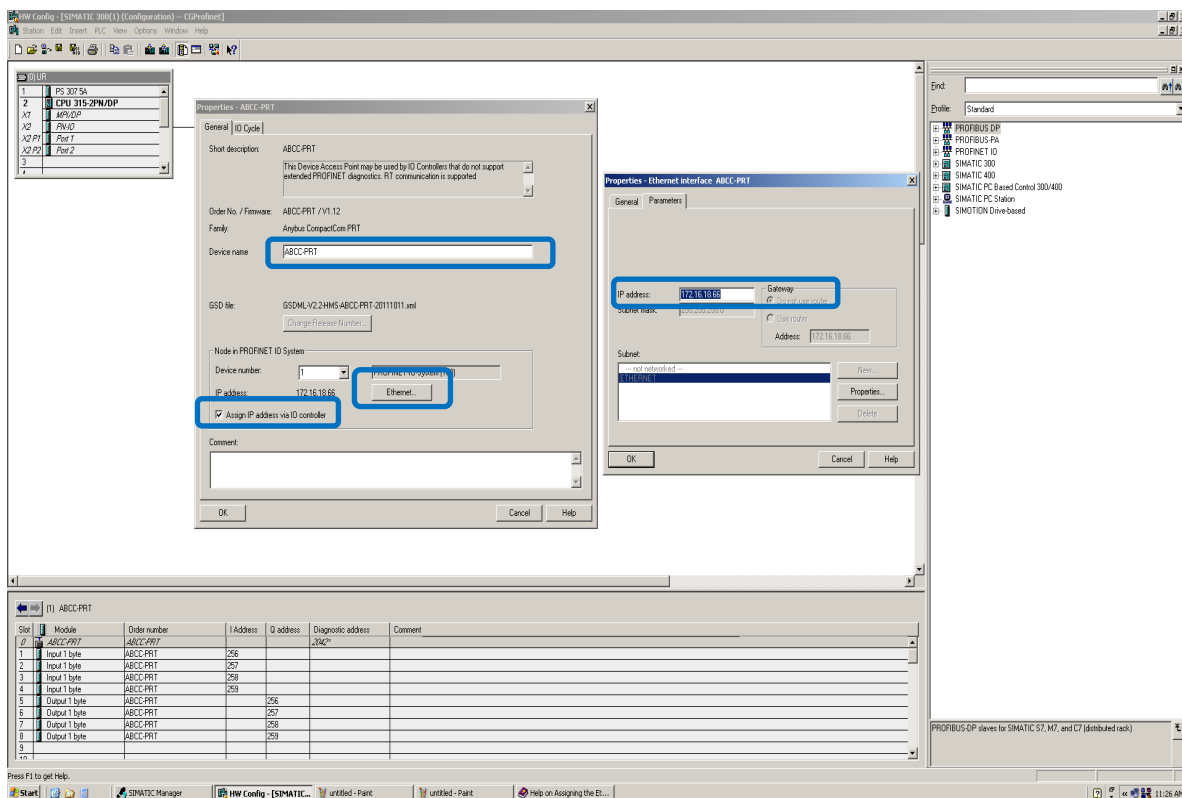 HW Config - [SIMATIC 300(1) (Configuration) -- CGProfinet]
Station Edit Insert PLC View Options Window Help
(0) UR
1 PS 307 5A
2 CPU 315-2PN/DP
X1 MPI/DP
X2 PN-IO
X2 P1 Port 1
X2 P2 Port 2
3
4
Properties - ABCC-PRT
General IO Cycle
Short description: ABCC-PRT
This Device Access Point may be used by IO Controllers that do not support
extended PROFINET diagnostics. RT communication is supported
Order No. / Firmware: ABCC-PRT / V1.12
Family: Anybus CompactCom PRT
Device name ABCC-PRT
GSD file: GSDML-V2.2-HMS-ABCC-PRT-20111011.xml
Change Release Number...
Node in PROFINET IO System
Device number: 1
IP address: 172.16.18.66 Ethernet...
Assign IP address via IO controller
Comment:
OK Cancel Help
Properties - Ethernet interface ABCC-PRT
General Parameters
IP address: 172.16.18.66
Subnet mask: 255.255.255.0
Gateway
Do not use router
Use router
Address: 172.16.18.66
Subnet:
--- not networked ---
ETHERNET
New...
Properties...
Delete
OK Cancel Help
Find:
Profile: Standard
PROFIBUS DP
PROFIBUS-PA
PROFINET IO
SIMATIC 300
SIMATIC 400
SIMATIC PC Based Control 300/400
SIMATIC PC Station
SIMOTION Drive-based
PROFIBUS-DP slaves for SIMATIC S7, M7, and C7 (distributed rack)
(1) ABCC-PRT
Slot Module Order number I Address Q address Diagnostic address Comment
0 ABCC-PRT ABCC-PRT 2042*
1 Input 1 byte ABCC-PRT 256
2 Input 1 byte ABCC-PRT 257
3 Input 1 byte ABCC-PRT 258
4 Input 1 byte ABCC-PRT 259
5 Output 1 byte ABCC-PRT 256
6 Output 1 byte ABCC-PRT 257
7 Output 1 byte ABCC-PRT 258
8 Output 1 byte ABCC-PRT 259
9
10
Press F1 to get Help.
Start SIMATIC Manager HW Config - [SIMATIC... untitled - Paint untitled - Paint Help on Assigning the Et... 11:26 AM